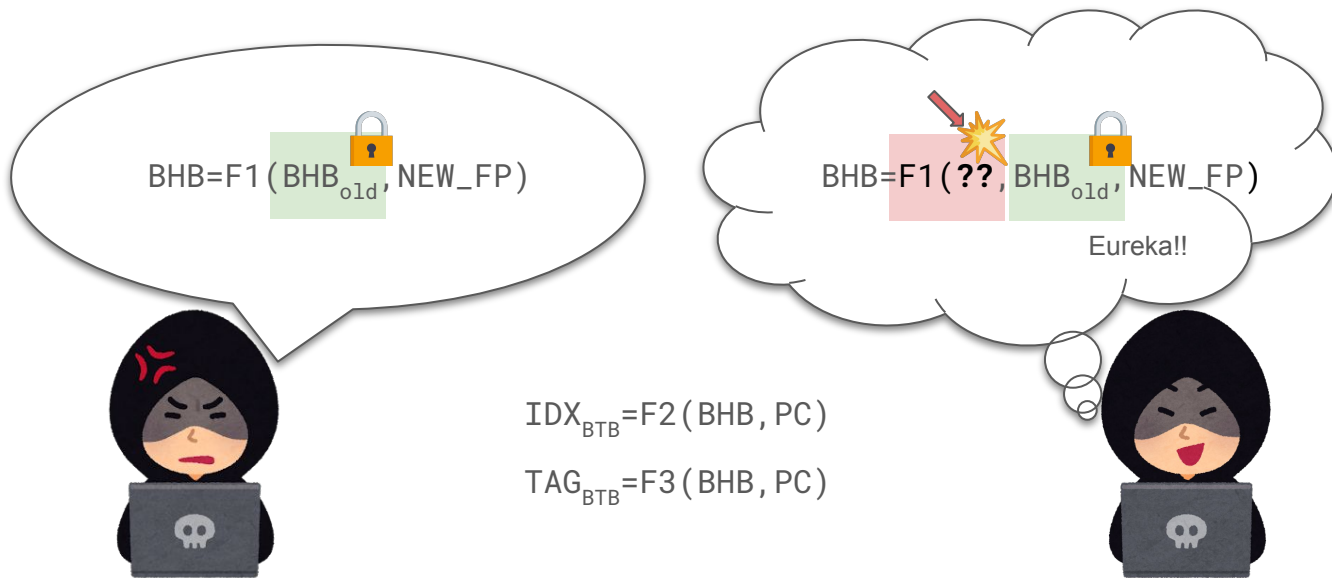 BHB=F1(BHB_old,NEW_FP)
BHB=F1(??,BHB_old,NEW_FP)
Eureka!!
IDX_BTB=F2(BHB,PC)
TAG_BTB=F3(BHB,PC)